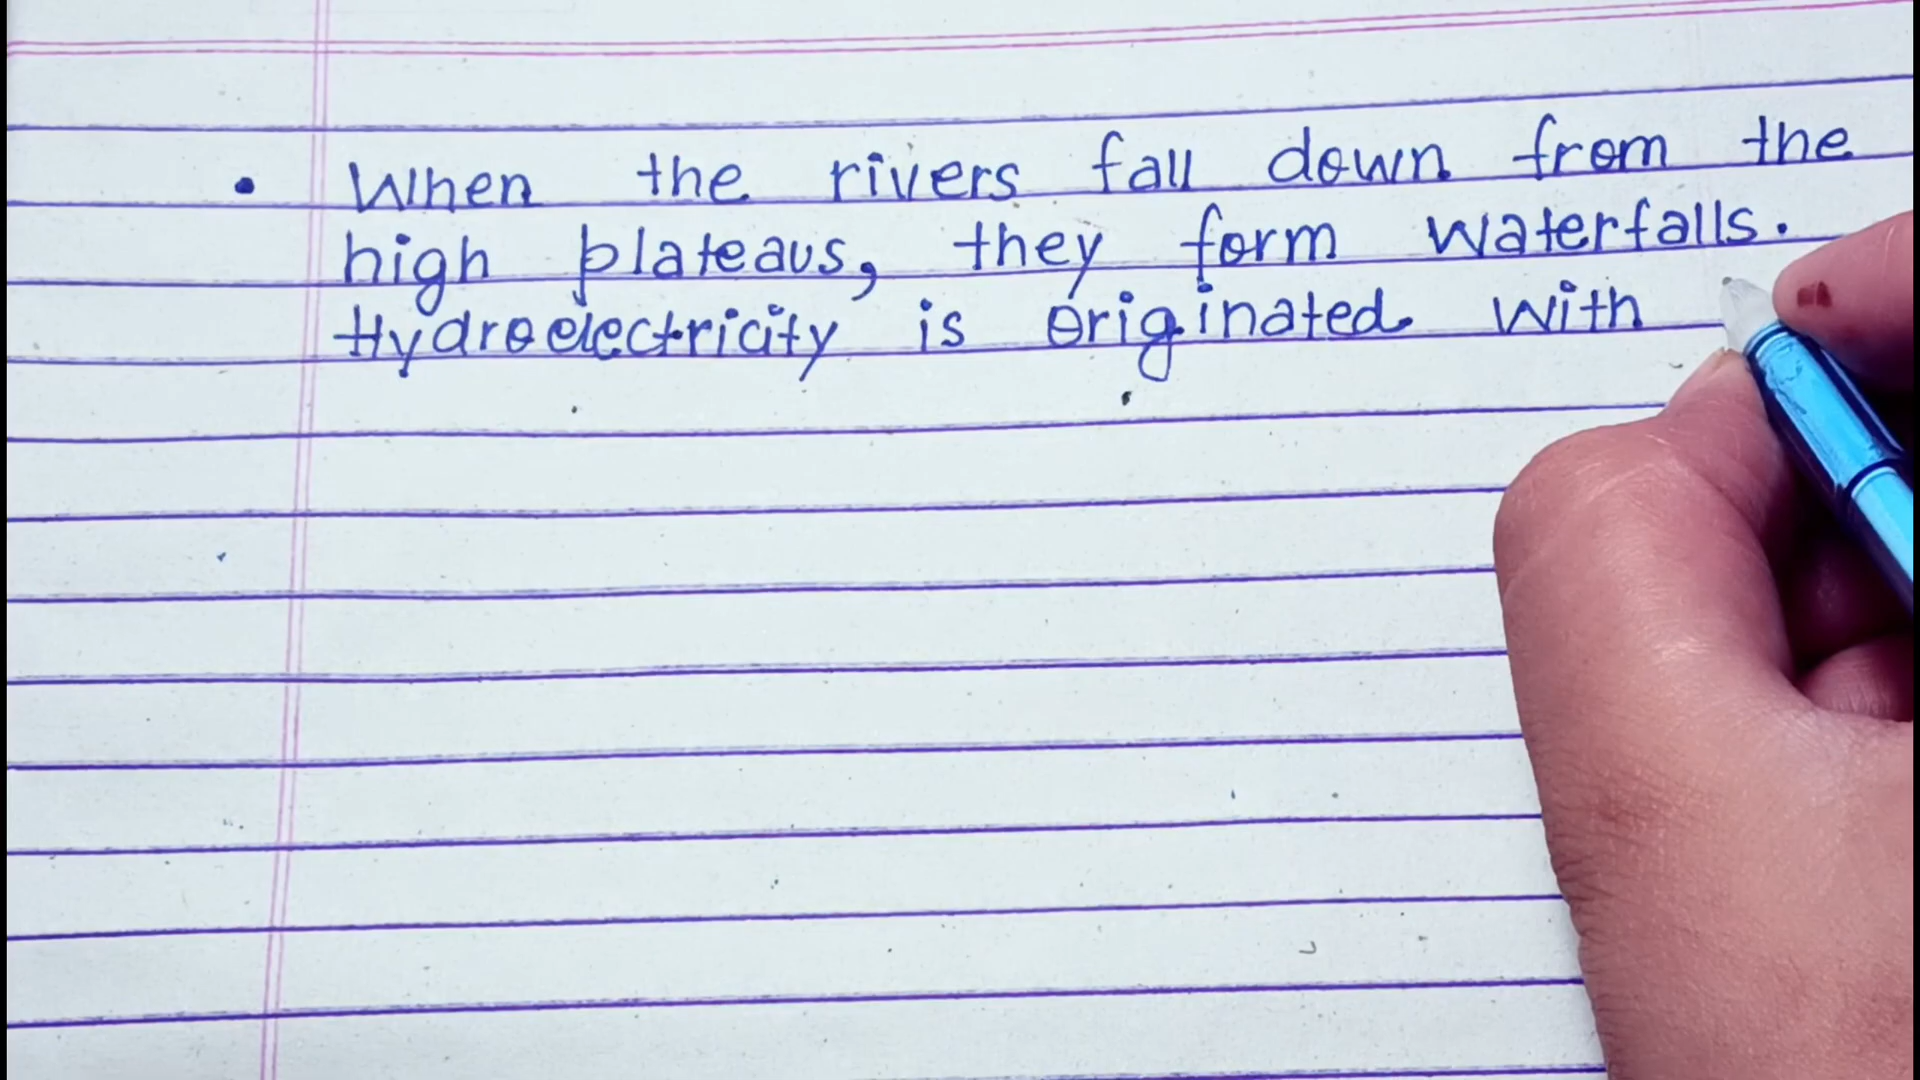 • When the rivers fall down from the
high plateaus, they form waterfalls.
Hydroelectricity is originated with